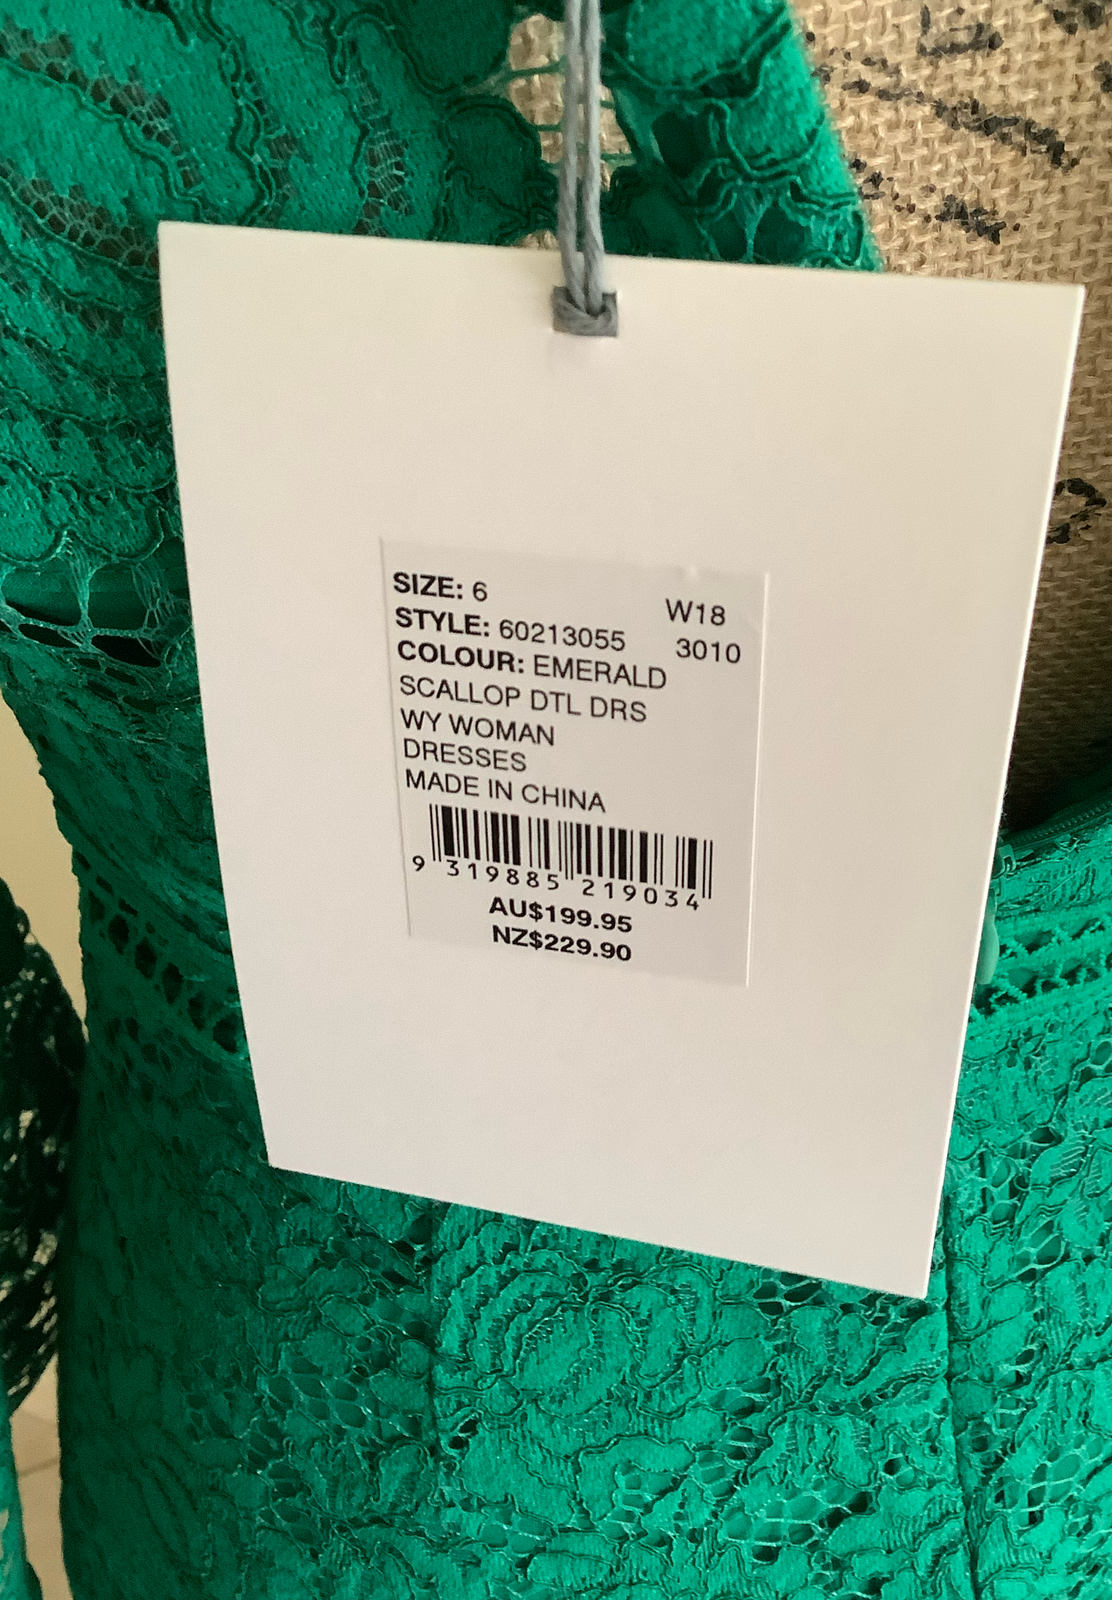 SIZE: 6
W18
STYLE: 60213055
3010
COLOUR: EMERALD
SCALLOP DTL DRS
WY WOMAN
DRESSES
MADE IN CHINA
9 319885 219034
AU$199.95
NZ$229.90